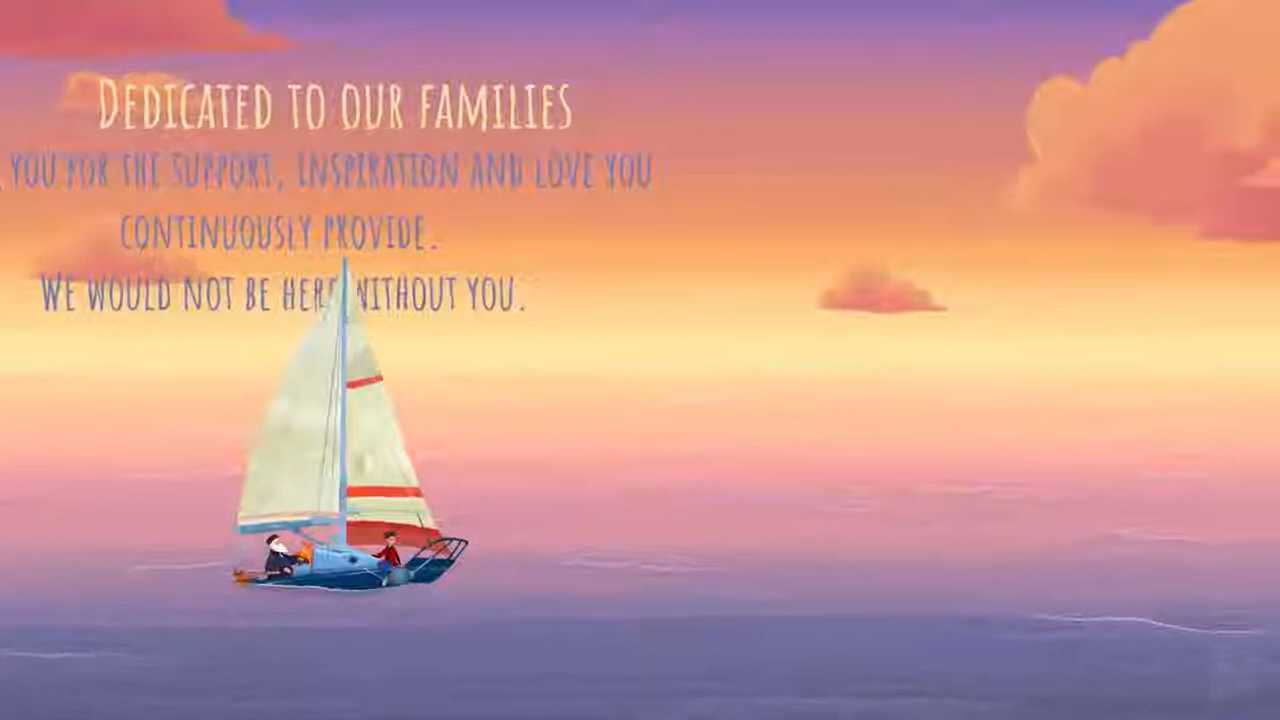 DEDICATED TO OUR FAMILIES
YOU FOR THE SUPPORT, INSPIRATION AND LOVE YOU
CONTINUOUSLY PROVIDE.
WE WOULD NOT BE HERE WITHOUT YOU.